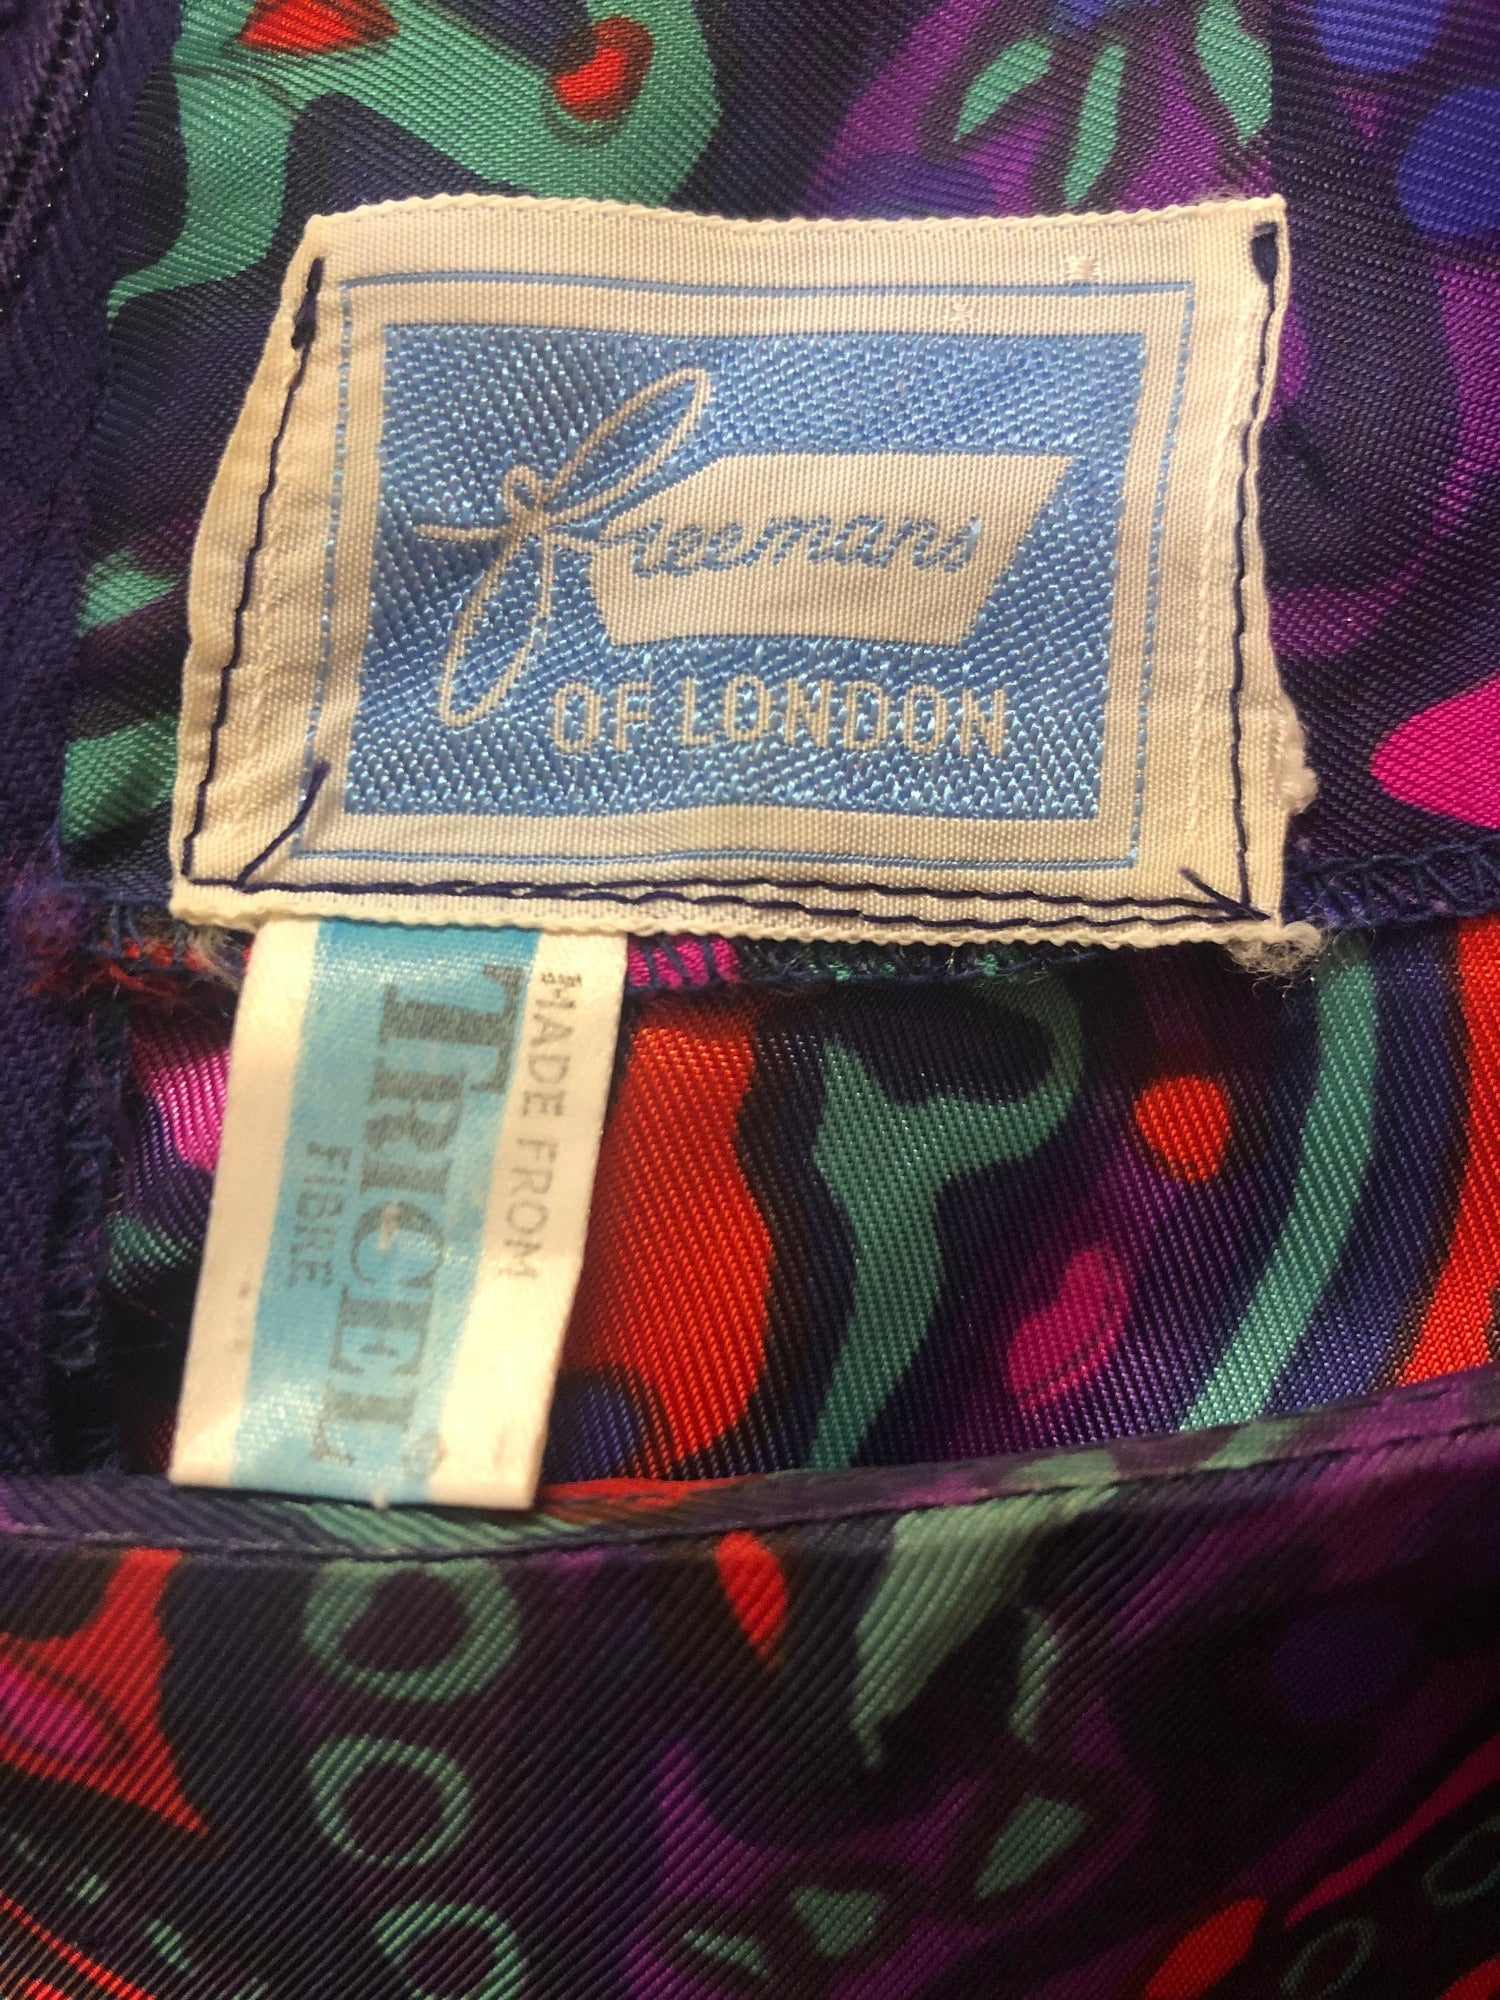 freemans
OF LONDON
MADE FROM
TRICEL
FIBRE